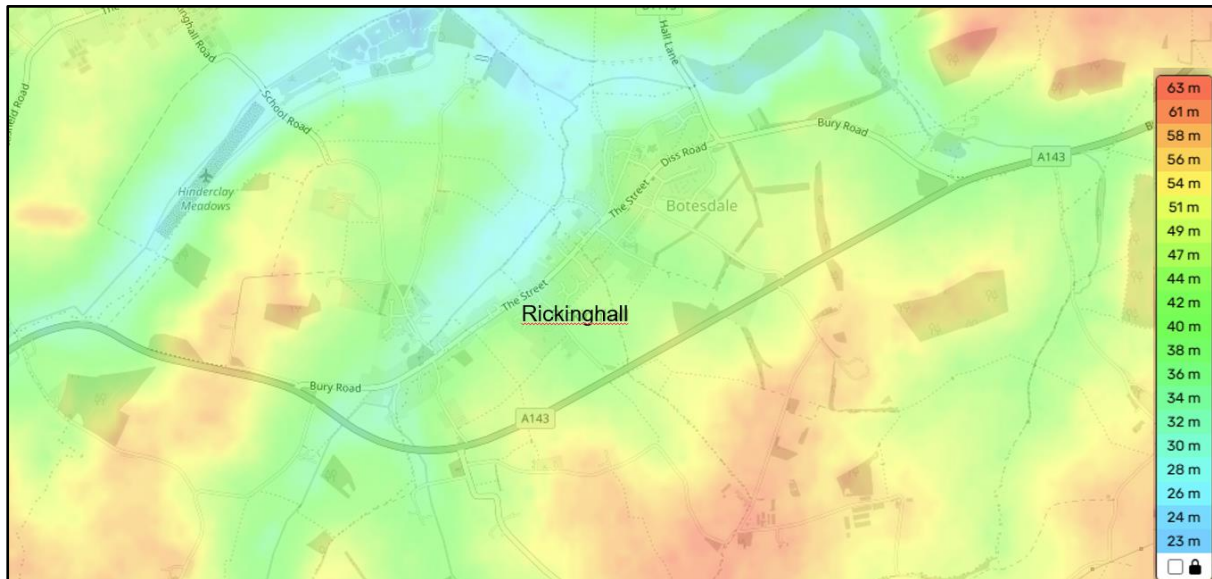 Hall Lane
School Road
Bury Road
A143
Diss Road
Hinderclay
Meadows
The Street
Botesdale
The Street
Rickinghall
Bury Road
A143
63 m
61 m
58 m
56 m
54 m
51 m
49 m
47 m
44 m
42 m
40 m
38 m
36 m
34 m
32 m
30 m
28 m
26 m
24 m
23 m